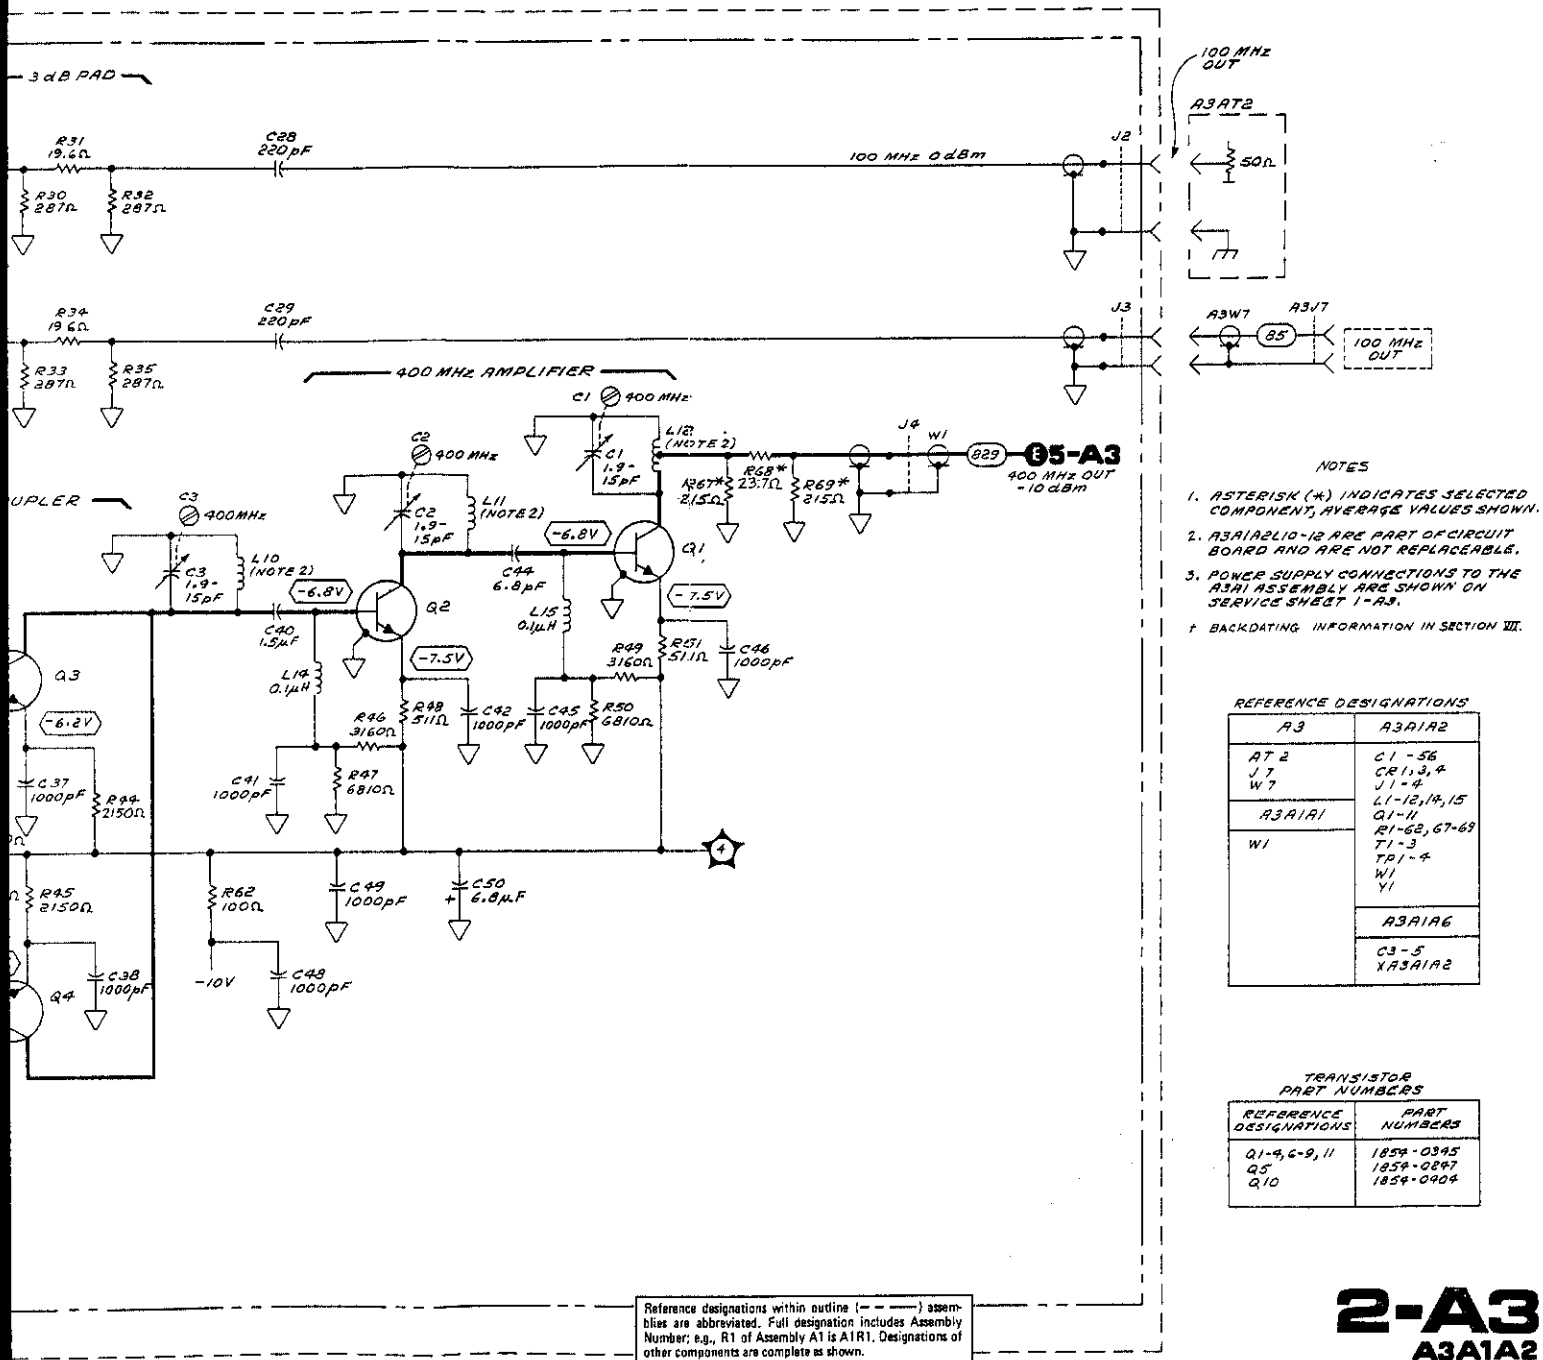 3 dB PAD
100 MHz
OUT
A3AT2
R31
19.6Ω
C28
220pF
100 MHz 0dBm
J2
50Ω
R30
287Ω
R32
287Ω
R34
19.6Ω
C29
220pF
J3
A3W7
A3J7
85
100 MHz
OUT
R33
287Ω
R35
287Ω
400 MHz AMPLIFIER
C1
400 MHz
C2
400 MHz
C1
1.9-
15pF
L12
(NOTE 2)
J4
W1
829
E5-A3
400 MHz OUT
-10 dBm
R67*
215Ω
R68*
23.7Ω
R69*
215Ω
UPLER
C3
400MHz
C2
1.9-
15pF
L11
(NOTE 2)
-6.8V
Q1
C3
1.9-
15pF
L10
(NOTE 2)
-6.8V
C44
6.8pF
Q2
C40
1.5µF
L15
0.1µH
-7.5V
-7.5V
R49
3160Ω
R51
511Ω
C46
1000pF
Q3
L14
0.1µH
-6.2V
R46
3160Ω
R48
511Ω
C42
1000pF
C45
1000pF
R50
6810Ω
C37
1000pF
R44
2150Ω
C41
1000pF
R47
6810Ω
4
R45
2150Ω
R62
100Ω
C49
1000pF
+
C50
6.8µF
Q4
C38
1000pF
-10V
C48
1000pF
NOTES
1. ASTERISK (*) INDICATES SELECTED
COMPONENT, AVERAGE VALUES SHOWN.
2. A3A1A2L10-12 ARE PART OF CIRCUIT
BOARD AND ARE NOT REPLACEABLE.
3. POWER SUPPLY CONNECTIONS TO THE
A3A1 ASSEMBLY ARE SHOWN ON
SERVICE SHEET 1-A3.
† BACKDATING INFORMATION IN SECTION VII.
REFERENCE DESIGNATIONS
A3
A3A1A2
AT 2
J 7
W 7
C1-56
CR1,3,4
J1-4
L1-12,14,15
Q1-11
R1-62,67-69
T1-3
TP1-4
W1
Y1
A3A1A1
W1
A3A1A6
C3-5
XA3A1A2
TRANSISTOR
PART NUMBERS
REFERENCE
DESIGNATIONS
PART
NUMBERS
Q1-4,6-9,11
1854-0345
Q5
1854-0247
Q10
1854-0404
Reference designations within outline (-- -- --) assem-
blies are abbreviated. Full designation includes Assembly
Number; e.g., R1 of Assembly A1 is A1R1. Designations of
other components are complete as shown.
2-A3
A3A1A2